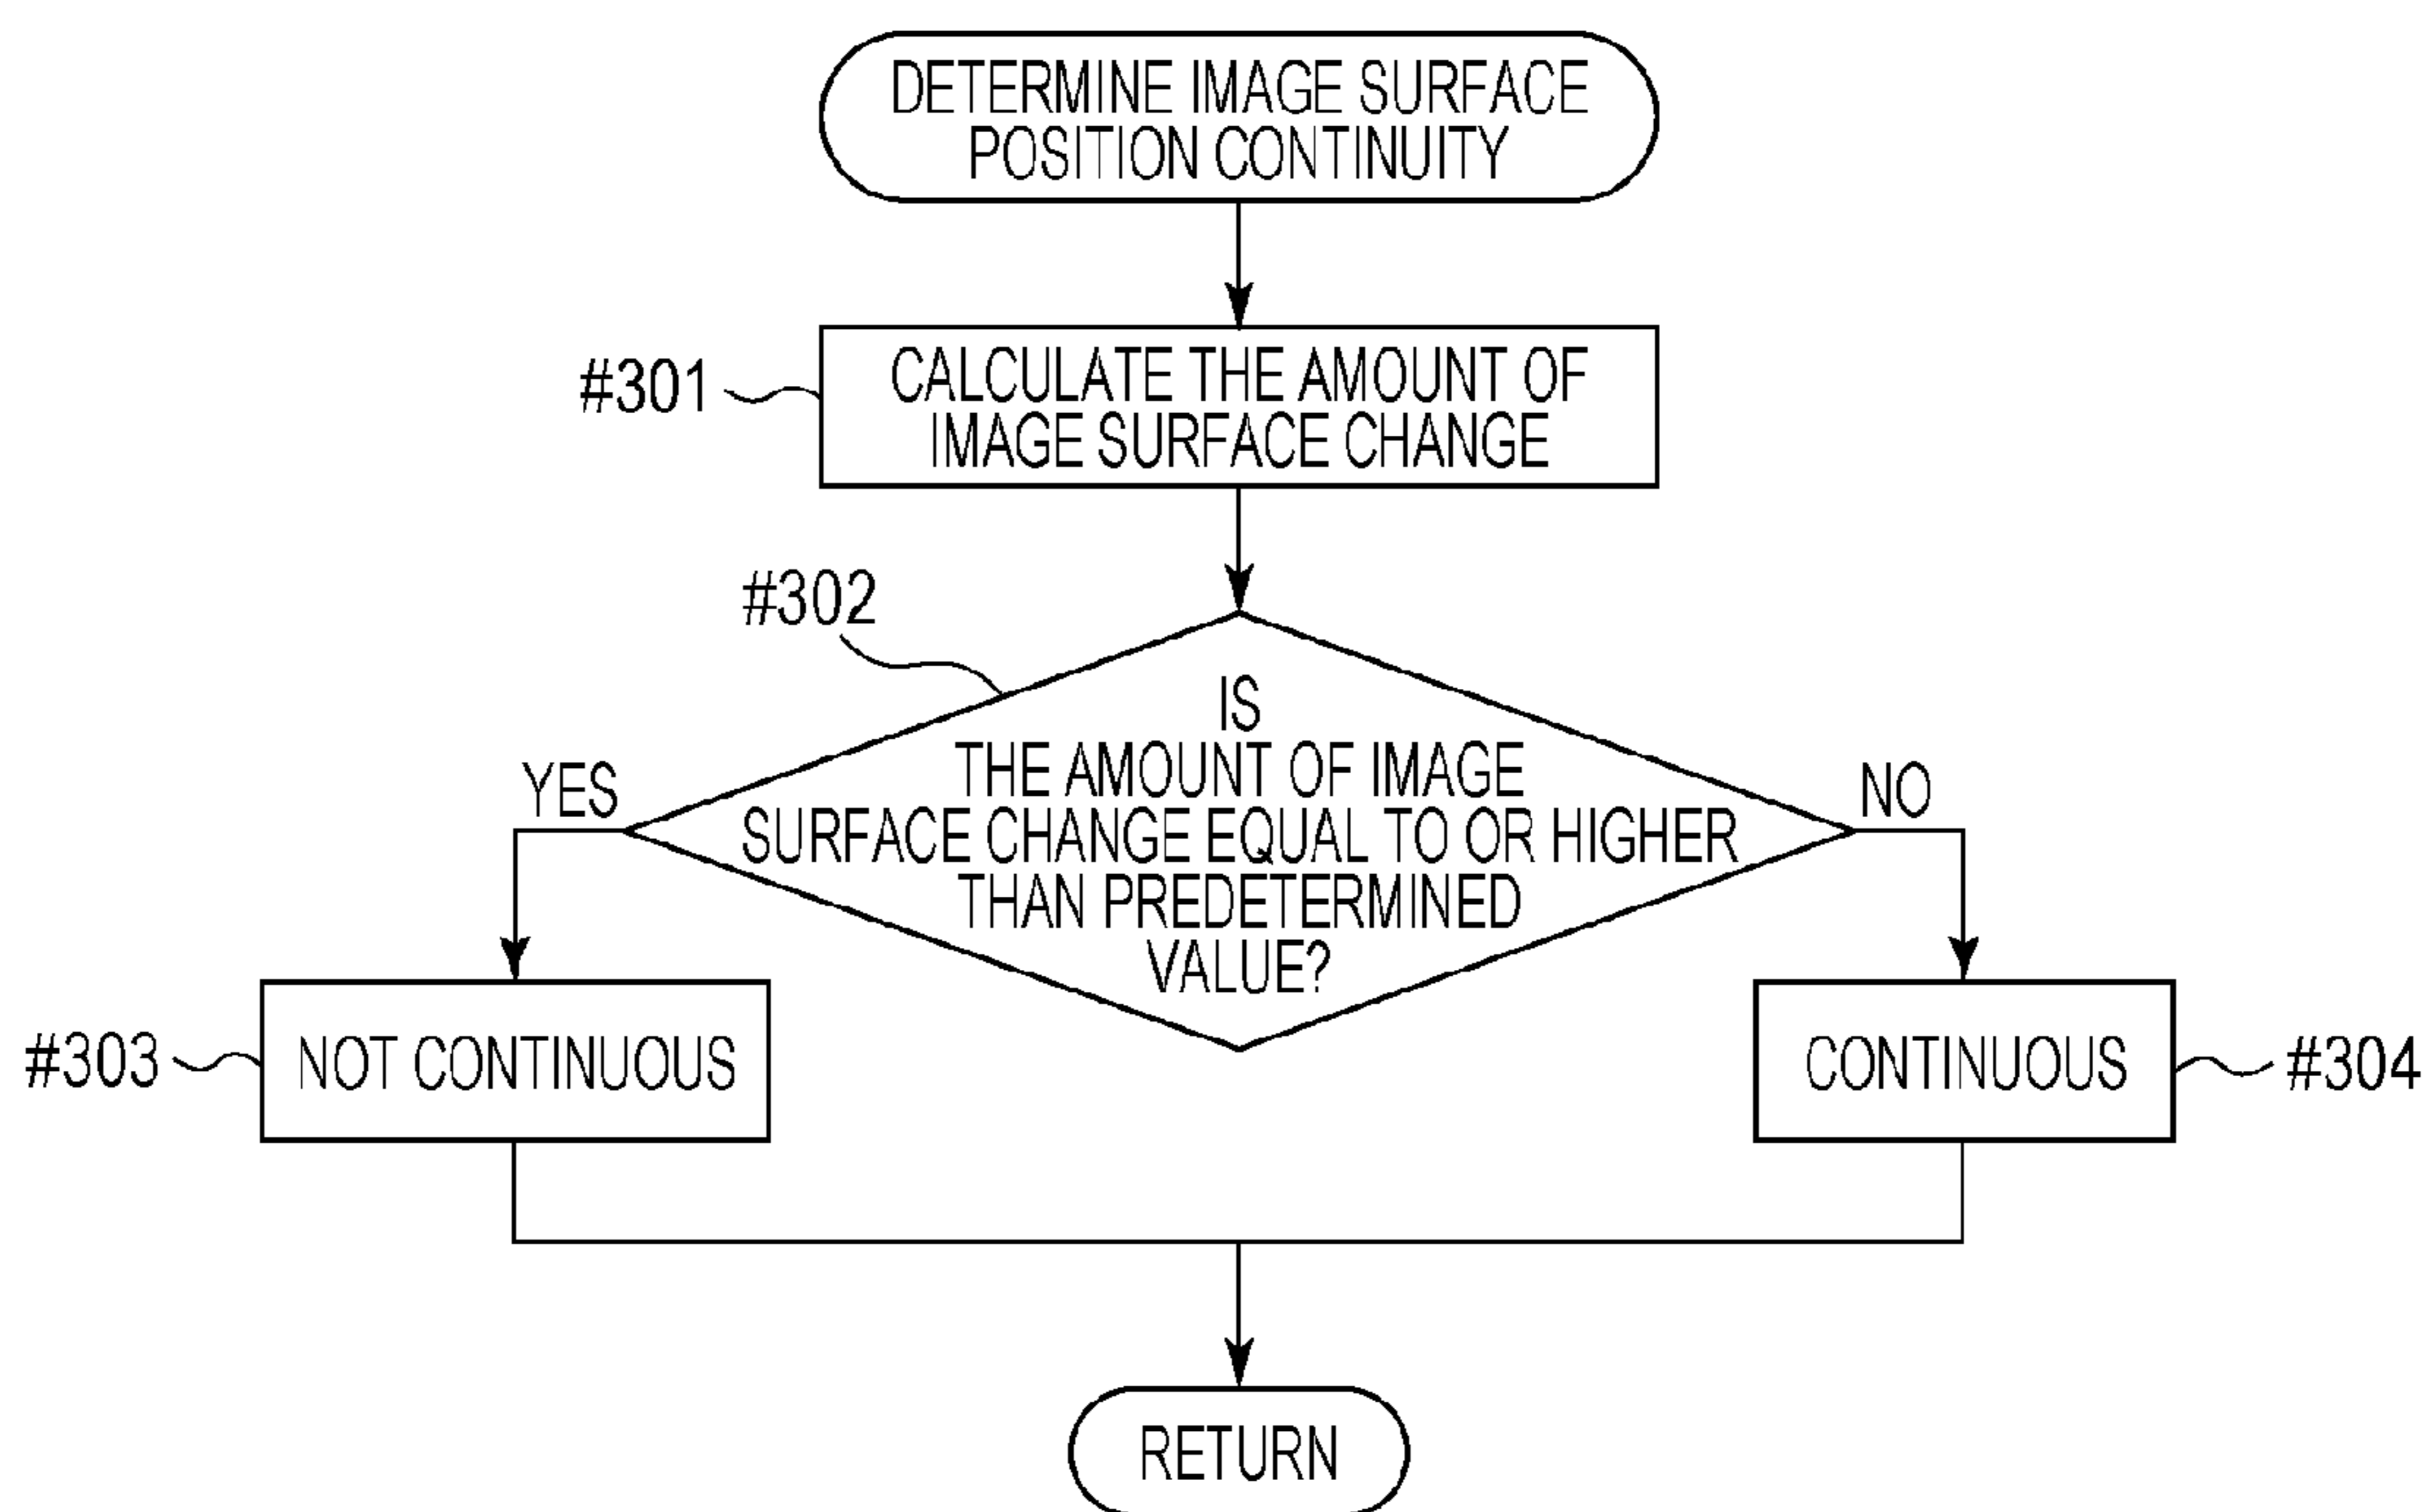 DETERMINE IMAGE SURFACE
POSITION CONTINUITY
#301
CALCULATE THE AMOUNT OF
IMAGE SURFACE CHANGE
#302
IS
THE AMOUNT OF IMAGE
SURFACE CHANGE EQUAL TO OR HIGHER
THAN PREDETERMINED
VALUE?
YES
NO
#303
NOT CONTINUOUS
CONTINUOUS
#304
RETURN